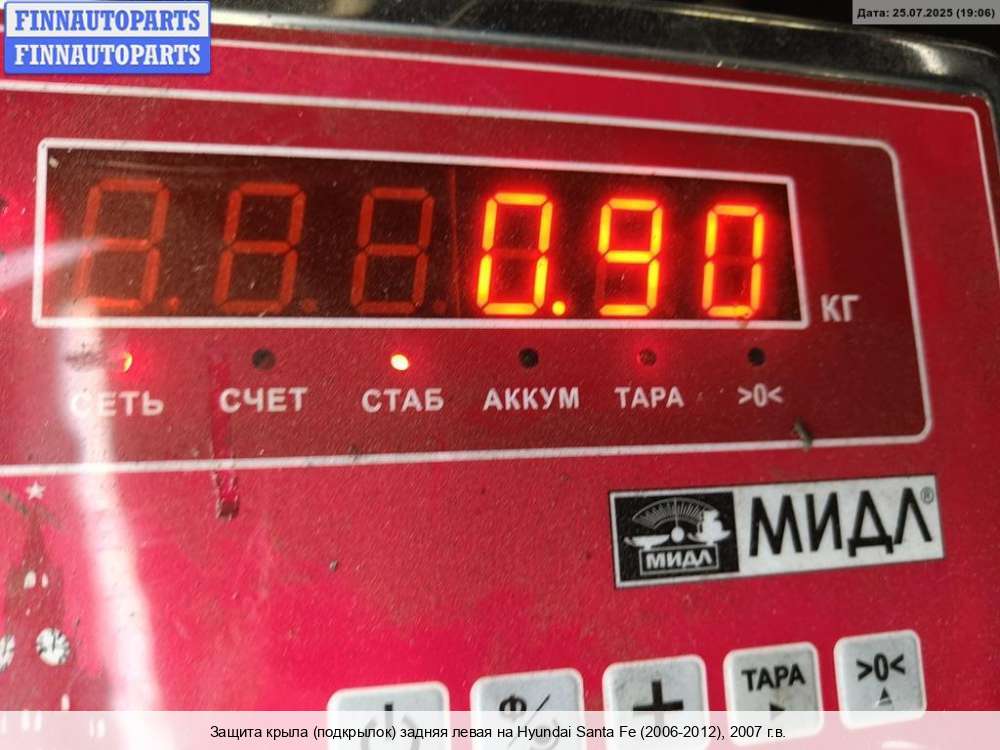 FINNAUTOPARTS
FINNAUTOPARTS
Дата: 25.07.2025 (19:06)
0.90
КГ
СЕТЬ СЧЕТ СТАБ АККУМ ТАРА >0<
МИДЛ МИДЛ®
Ф/ + ТАРА >0<
Защита крыла (подкрылок) задняя левая на Hyundai Santa Fe (2006-2012), 2007 г.в.